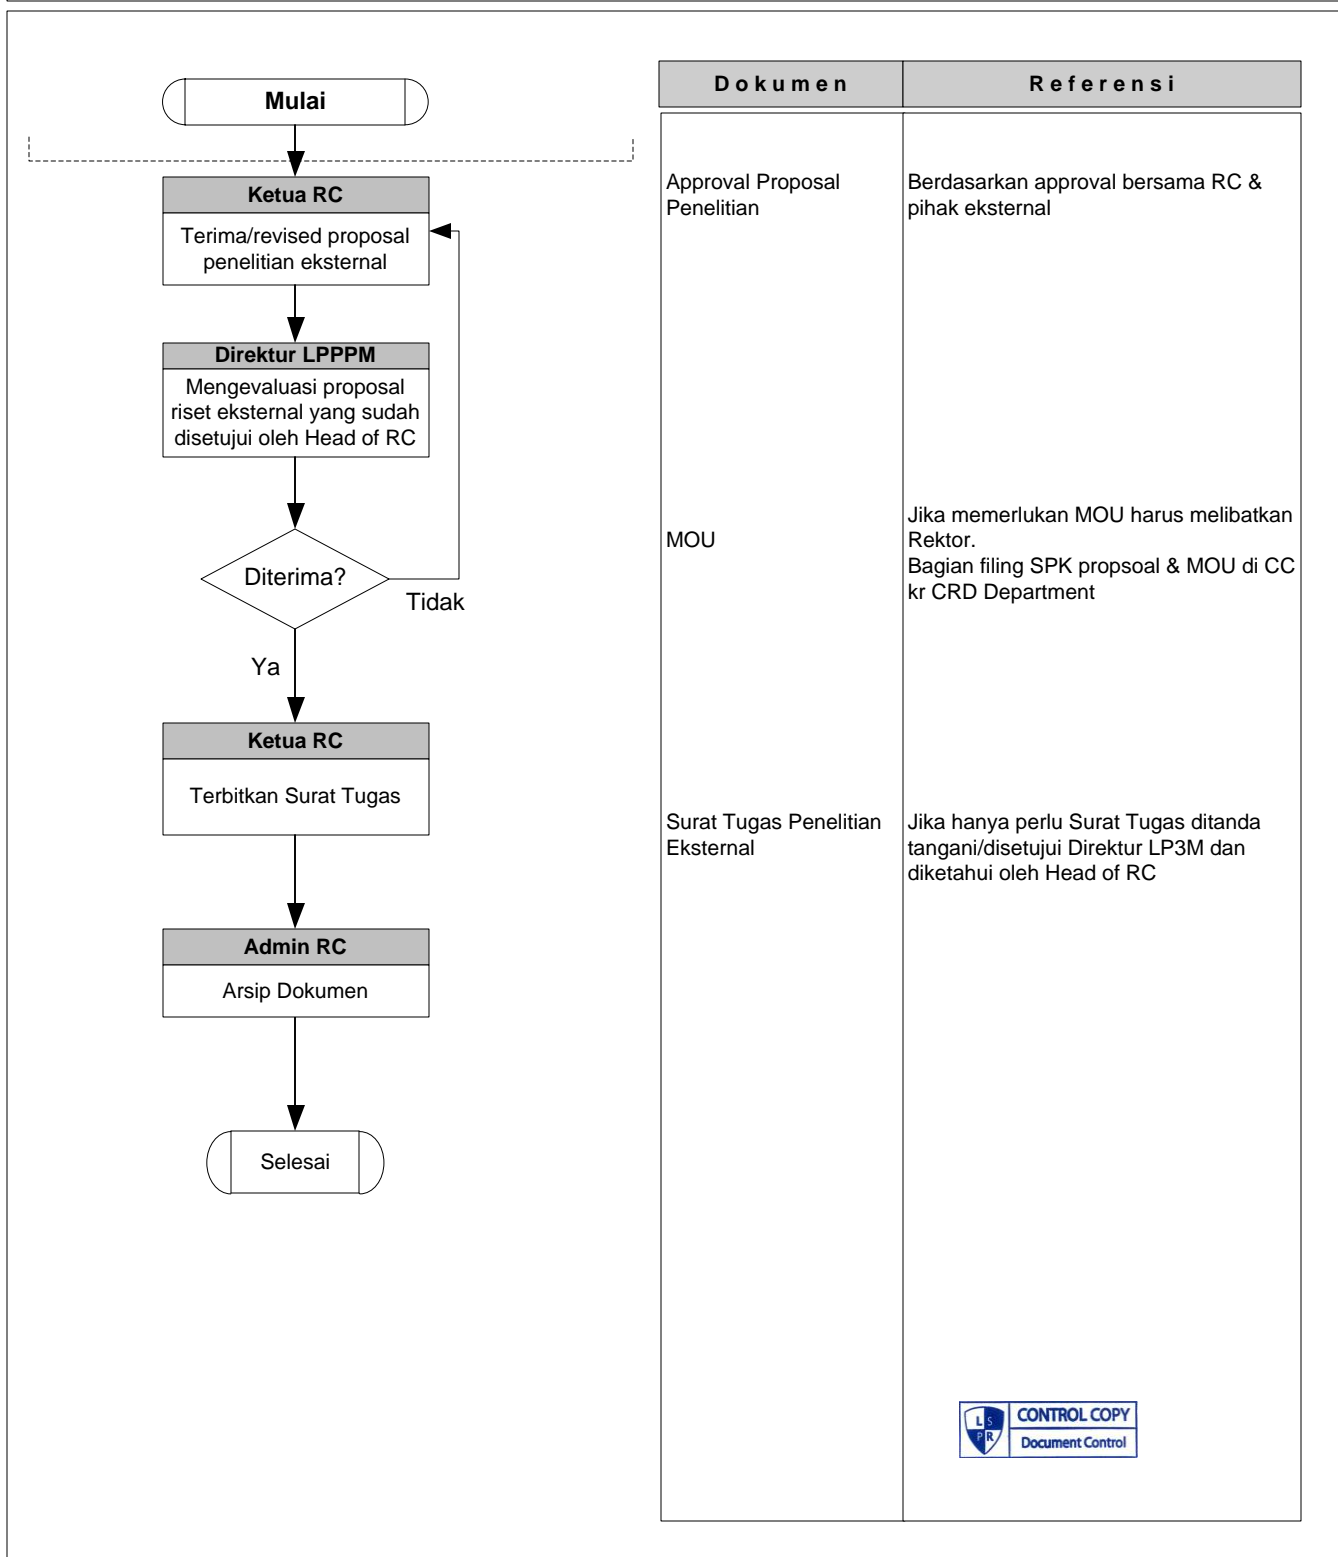 Mulai
Ketua RC
Terima/revised proposal
penelitian eksternal
Direktur LPPPM
Mengevaluasi proposal
riset eksternal yang sudah
disetujui oleh Head of RC
Diterima?
Tidak
Ya
Ketua RC
Terbitkan Surat Tugas
Admin RC
Arsip Dokumen
Selesai
Dokumen
Referensi
Approval Proposal
Penelitian
Berdasarkan approval bersama RC &
pihak eksternal
MOU
Jika memerlukan MOU harus melibatkan
Rektor.
Bagian filing SPK propsoal & MOU di CC
kr CRD Department
Surat Tugas Penelitian
Eksternal
Jika hanya perlu Surat Tugas ditanda
tangani/disetujui Direktur LP3M dan
diketahui oleh Head of RC
L S
P R
CONTROL COPY
Document Control